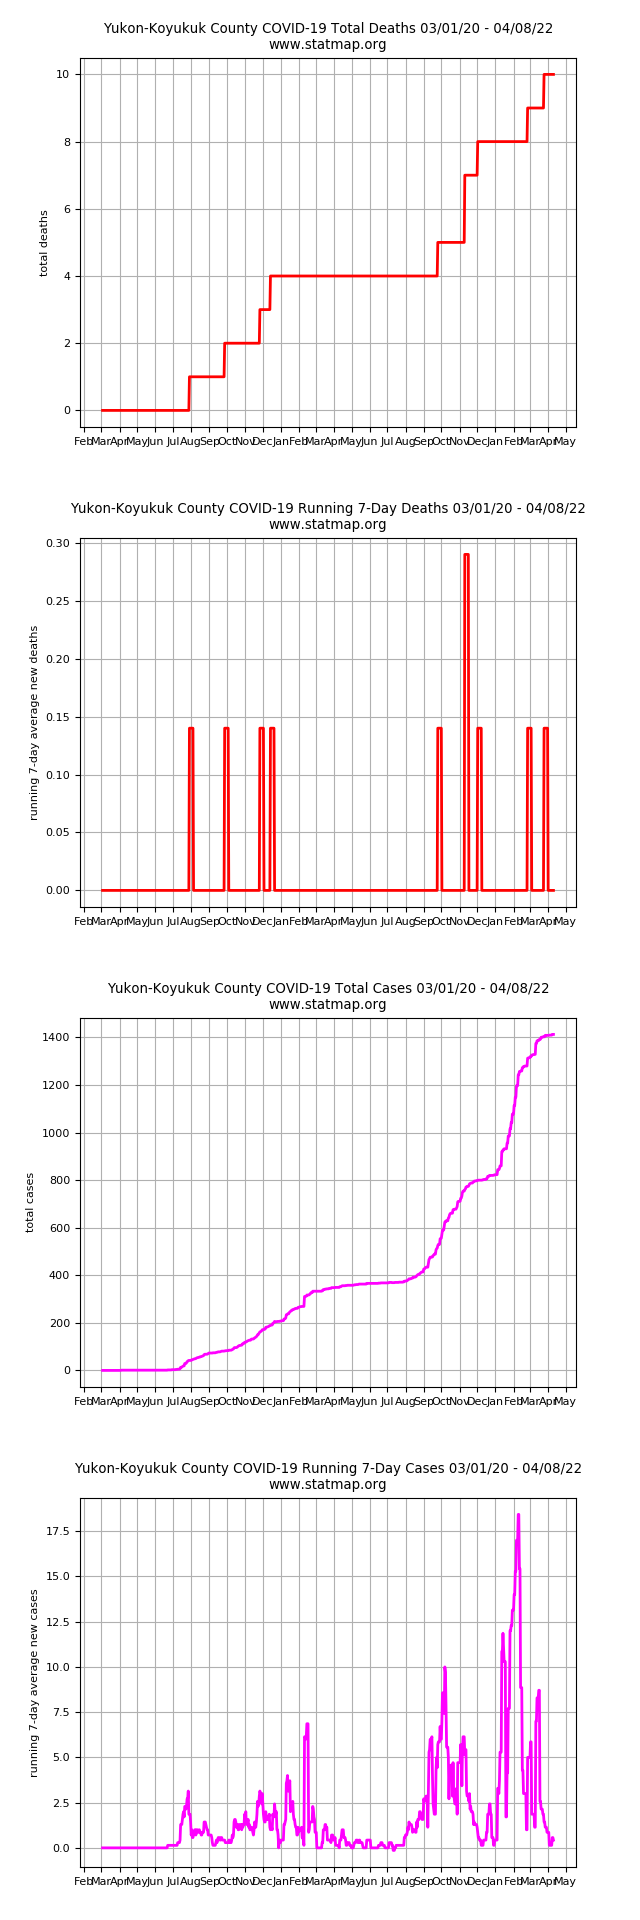 Yukon-Koyukuk County COVID-19 Total Deaths 03/01/20 - 04/08/22
www.statmap.org
10
8
6
4
2
0
total deaths
Feb Mar Apr May Jun Jul Aug Sep Oct Nov Dec Jan Feb Mar Apr May Jun Jul Aug Sep Oct Nov Dec Jan Feb Mar Apr May
Yukon-Koyukuk County COVID-19 Running 7-Day Deaths 03/01/20 - 04/08/22
www.statmap.org
0.30
0.25
0.20
0.15
0.10
0.05
0.00
running 7-day average new deaths
Feb Mar Apr May Jun Jul Aug Sep Oct Nov Dec Jan Feb Mar Apr May Jun Jul Aug Sep Oct Nov Dec Jan Feb Mar Apr May
Yukon-Koyukuk County COVID-19 Total Cases 03/01/20 - 04/08/22
www.statmap.org
1400
1200
1000
800
600
400
200
0
total cases
Feb Mar Apr May Jun Jul Aug Sep Oct Nov Dec Jan Feb Mar Apr May Jun Jul Aug Sep Oct Nov Dec Jan Feb Mar Apr May
Yukon-Koyukuk County COVID-19 Running 7-Day Cases 03/01/20 - 04/08/22
www.statmap.org
17.5
15.0
12.5
10.0
7.5
5.0
2.5
0.0
running 7-day average new cases
Feb Mar Apr May Jun Jul Aug Sep Oct Nov Dec Jan Feb Mar Apr May Jun Jul Aug Sep Oct Nov Dec Jan Feb Mar Apr May